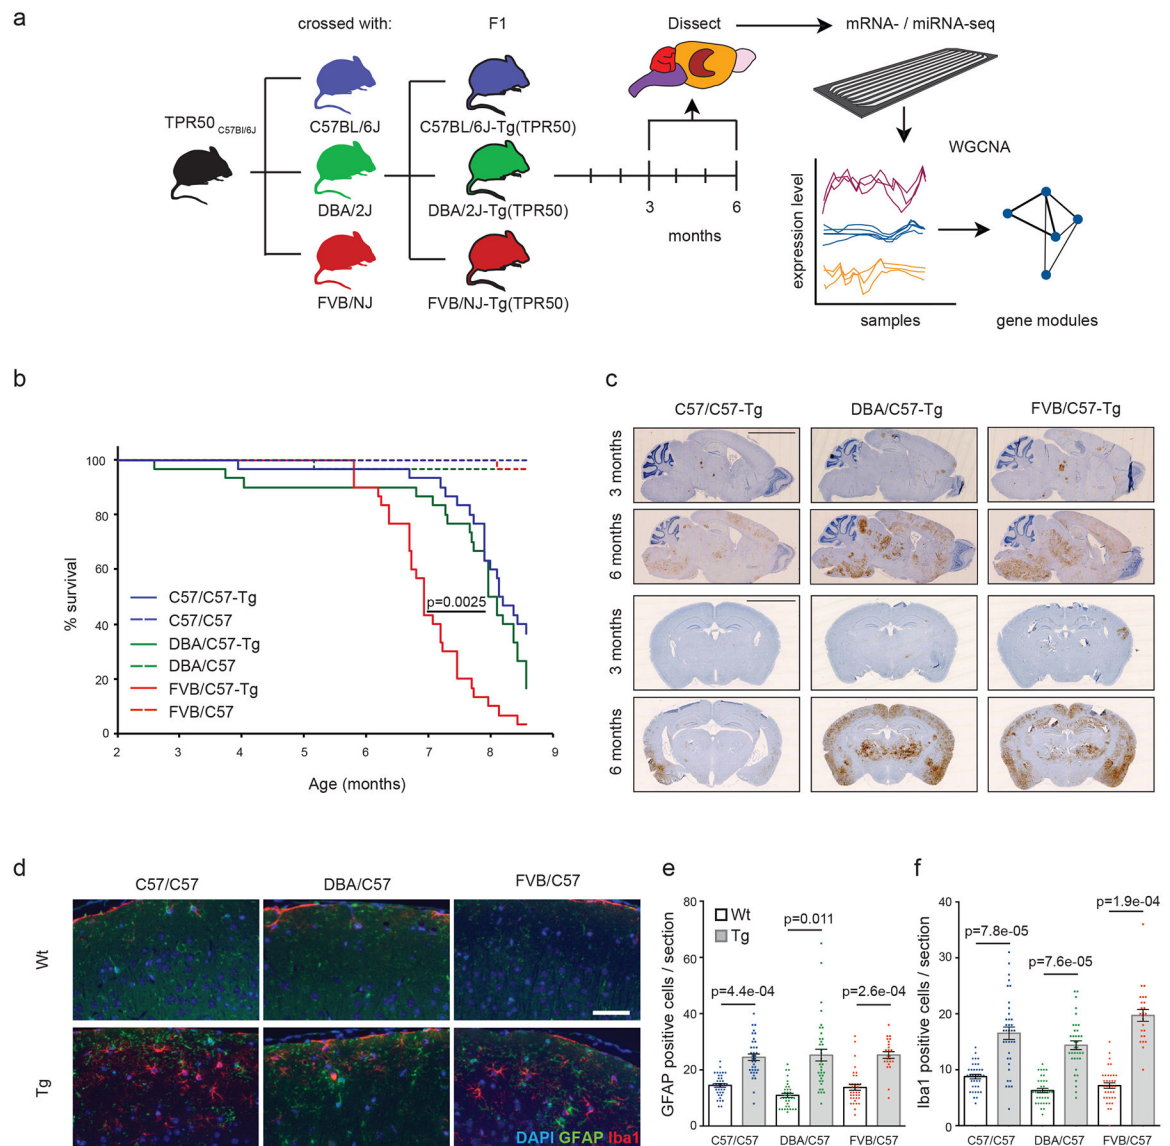 a
crossed with:
F1
Dissect
mRNA- / miRNA-seq
TPR50 C57Bl/6J
C57BL/6J
C57BL/6J-Tg(TPR50)
DBA/2J
DBA/2J-Tg(TPR50)
FVB/NJ
FVB/NJ-Tg(TPR50)
3
6
months
WGCNA
expression level
samples
gene modules
b
100
80
60
40
20
0
% survival
p=0.0025
C57/C57-Tg
C57/C57
DBA/C57-Tg
DBA/C57
FVB/C57-Tg
FVB/C57
2
3
4
5
6
7
8
9
Age (months)
c
C57/C57-Tg
DBA/C57-Tg
FVB/C57-Tg
3 months
6 months
3 months
6 months
d
C57/C57
DBA/C57
FVB/C57
Wt
Tg
DAPI GFAP Iba1
e
GFAP positive cells / section
80
60
40
20
0
Wt
Tg
p=4.4e-04
p=0.011
p=2.6e-04
C57/C57
DBA/C57
FVB/C57
f
Iba1 positive cells / section
40
30
20
10
0
p=7.8e-05
p=7.6e-05
p=1.9e-04
C57/C57
DBA/C57
FVB/C57